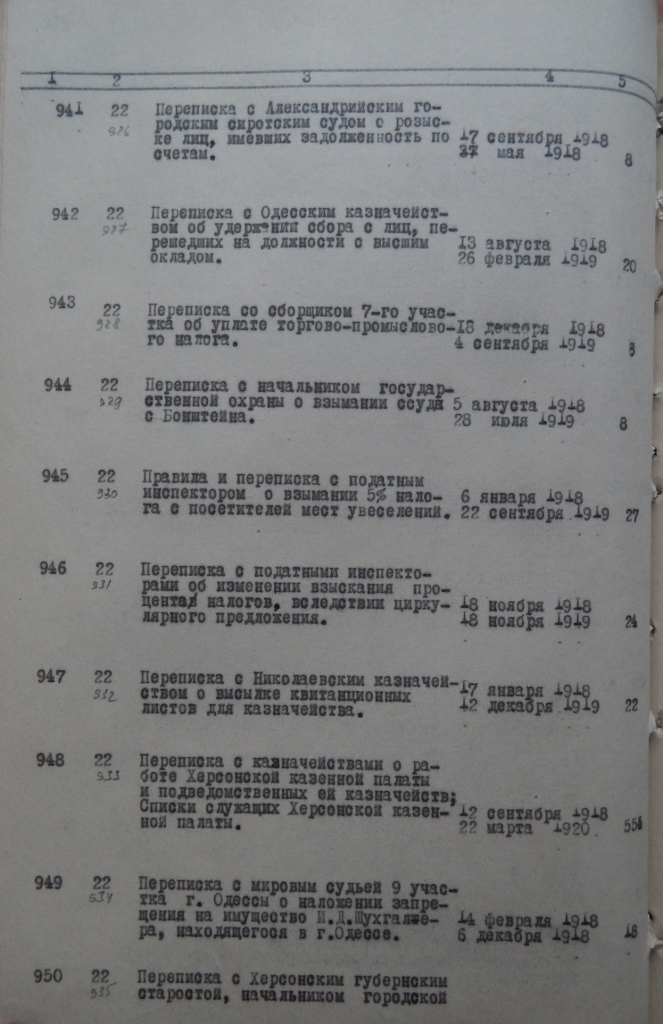 1 2 3 4 5
941 22 Переписка с Александрийским го-
926 родским сиротским судом о розыс-
ке лиц, имевших задолженность по 17 сентября 1918
счетам. 27 мая 1918 8
942 22 Переписка с Одесским казначейст-
927 вом об удержании сбора с лиц, пе-
решедших на должности с высшим 13 августа 1918
окладом. 26 февраля 1919 20
943 22 Переписка со сборщиком 7-го учас-
928 тка об уплате торгово-промыслово- декабря 1918
го налога. 4 сентября 1919
944 22 Переписка с начальником государ-
929 ственной охраны о взымании ссуда 5 августа 1918
с Бонштейна. 28 июля 1919 8
945 22 Правила и переписка с податным
930 инспектором о взымании 5% нало- 6 января 1918
га с посетителей мест увеселений. 22 сентября 1919 27
946 22 Переписка с податными инспекто-
931 рами об изменении взыскания про-
налогов, вследствии цирку- 18 ноября 1918
лярного предложения. 18 ноября 1919 24
947 22 Переписка с Николаевским казначей- 17 января 1918
932 ством о высылке квитанционных
листов для казначейства. 12 декабря 1919 22
948 22 Переписка с казначействами о ра-
933 боте Херсонской казенной палаты
и подведомственных ей казначейств;
Списки служащих Херсонской казен- 12 сентября 1918
ной палаты. 22 марта 1920
949 22 Переписка с мировым судьей 9 учас-
934 тка г. Одессы о наложении запре-
щения на имущество И.Д. 14 февраля 1918
ра, находящегося в г.Одессе. 6 декабря 1918 18
950 22 Переписка с Херсонским губернским
935 старостой, начальником городской